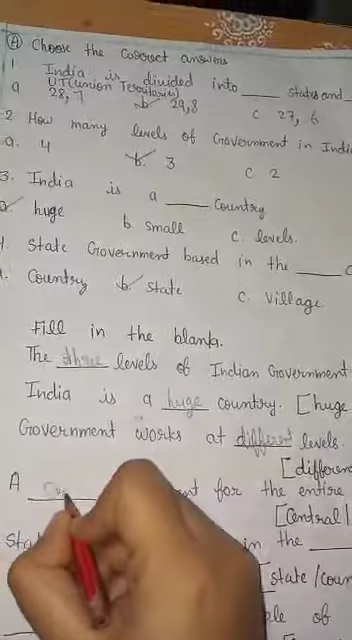 A Choose the Correct answers
1 India is divided into ____ States and
UT(Union Territories)
a 28, 7 b. 29,8 c 27, 6
2 How many levels of Government in India
a. 4 b. 3 c 2
3. India is a ____ Country
a huge b. small c. levels.
4. State Government based in the ____
Country b. state c. village
Fill in the blanks.
The three levels of Indian Government
India is a huge country. [huge
Government works at different levels.
[differen
A ____ for the entire
[Central/
in the ____
[state/coun
of